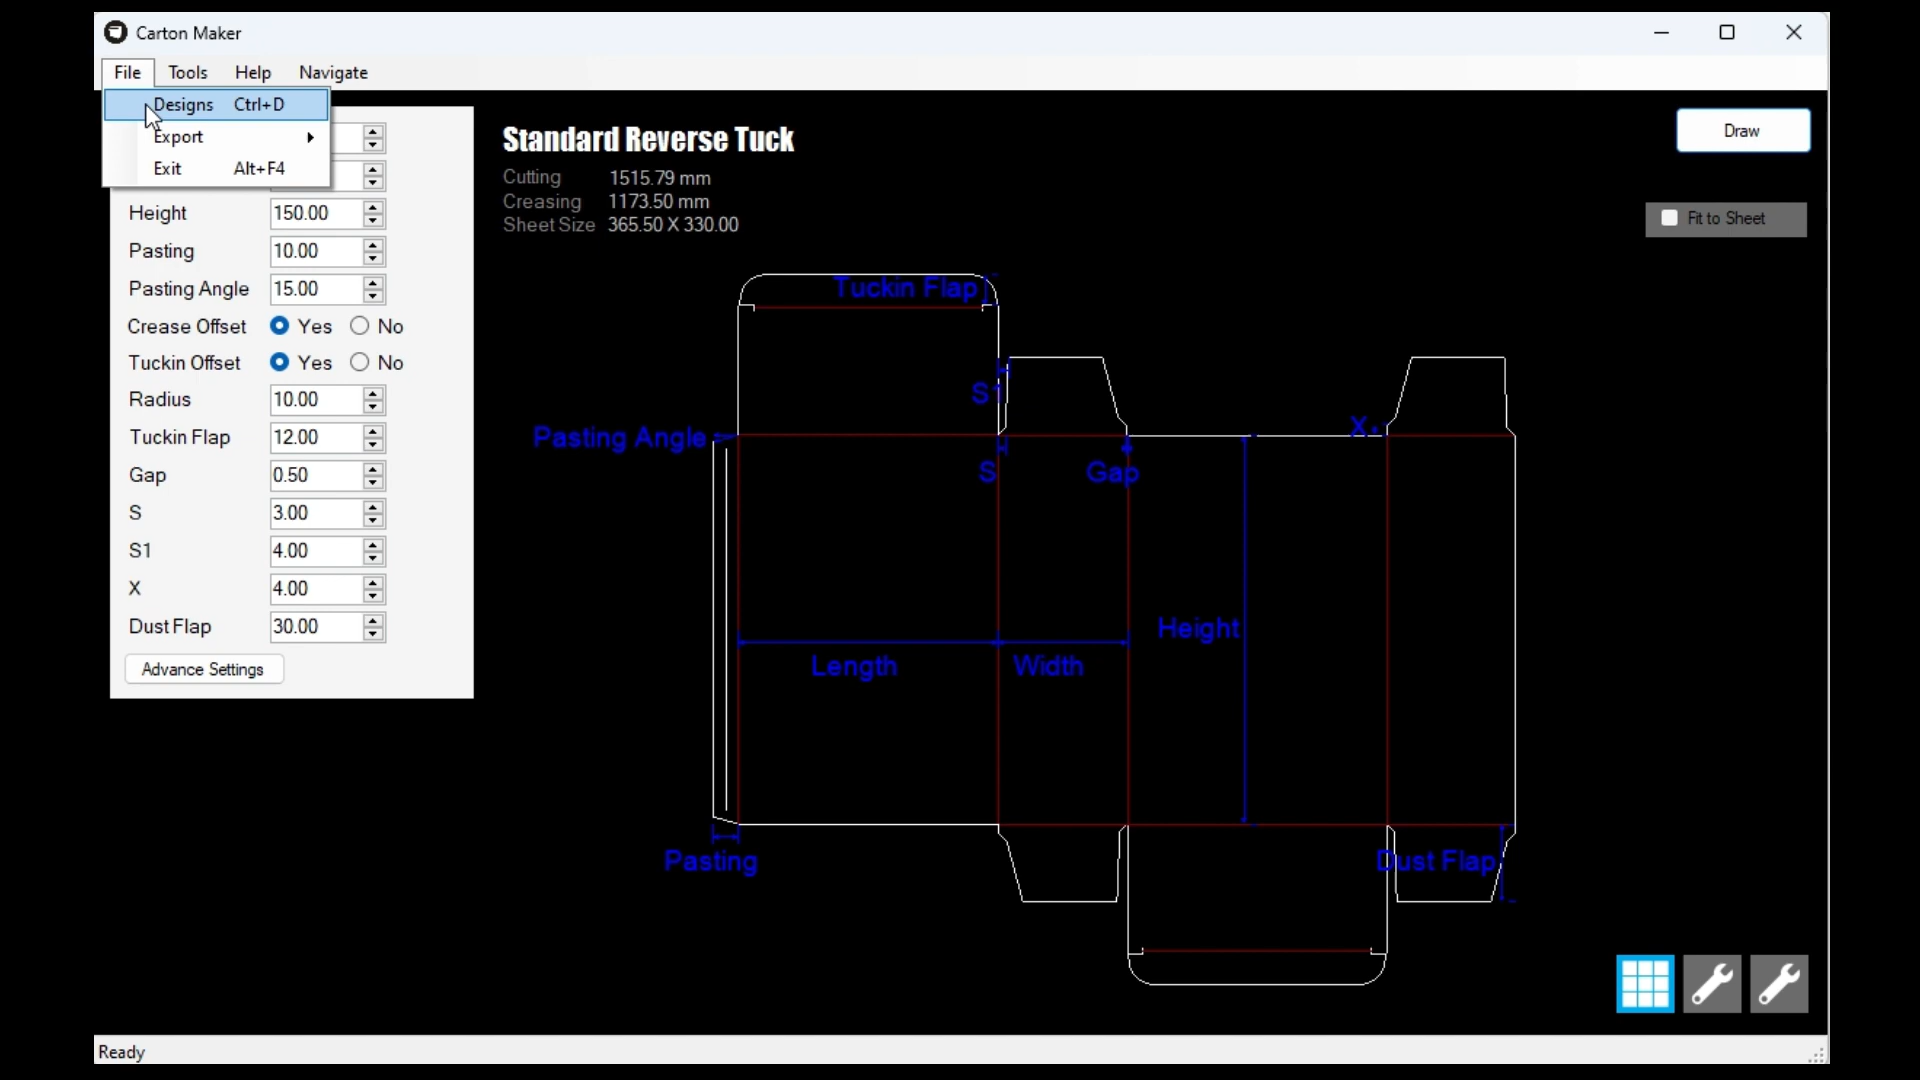 Carton Maker
File Tools Help Navigate
Designs Ctrl+D
Export
Exit Alt+F4
Height 150.00
Pasting 10.00
Pasting Angle 15.00
Crease Offset Yes No
Tuckin Offset Yes No
Radius 10.00
Tuckin Flap 12.00
Gap 0.50
S 3.00
S1 4.00
X 4.00
Dust Flap 30.00
Advance Settings
Standard Reverse Tuck
Cutting 1515.79 mm
Creasing 1173.50 mm
Sheet Size 365.50 X 330.00
Draw
Fit to Sheet
Tuckin Flap
S1
Pasting Angle
X
S
Gap
Height
Length
Width
Pasting
Dust Flap
Ready